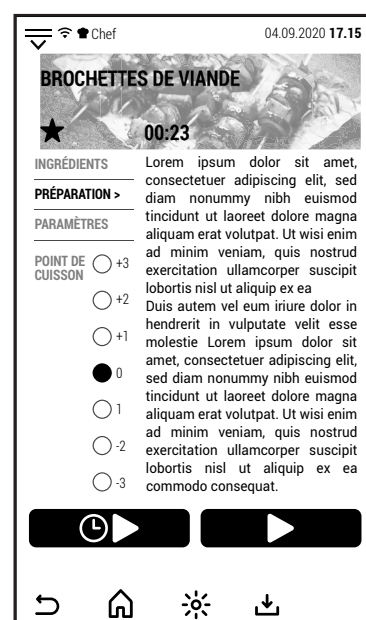 Chef
04.09.2020 17.15
BROCHETTES DE VIANDE
00:23
INGRÉDIENTS
PRÉPARATION >
PARAMÈTRES
POINT DE
CUISSON
+3
+2
+1
0
1
-2
-3
Lorem ipsum dolor sit amet,
consectetuer adipiscing elit, sed
diam nonummy nibh euismod
tincidunt ut laoreet dolore magna
aliquam erat volutpat. Ut wisi enim
ad minim veniam, quis nostrud
exercitation ullamcorper suscipit
lobortis nisl ut aliquip ex ea
Duis autem vel eum iriure dolor in
hendrerit in vulputate velit esse
molestie Lorem ipsum dolor sit
amet, consectetuer adipiscing elit,
sed diam nonummy nibh euismod
tincidunt ut laoreet dolore magna
aliquam erat volutpat. Ut wisi enim
ad minim veniam, quis nostrud
exercitation ullamcorper suscipit
lobortis nisl ut aliquip ex ea
commodo consequat.